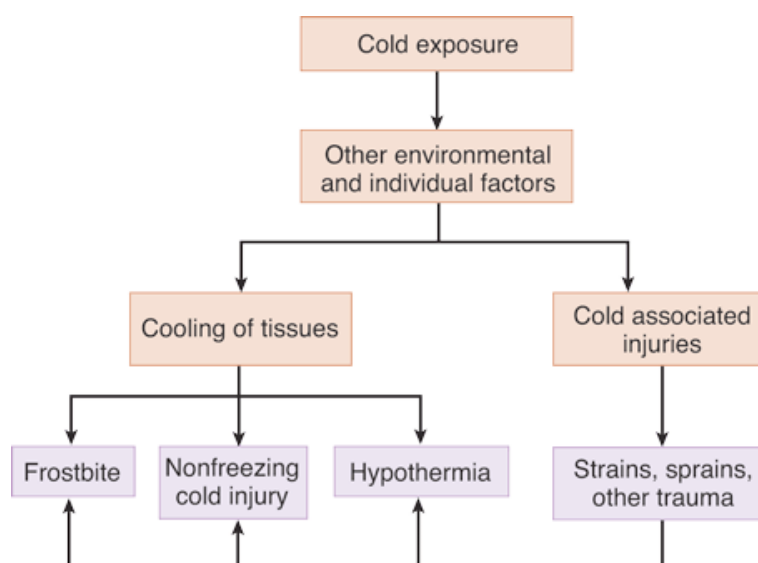 Cold exposure
Other environmental
and individual factors
Cooling of tissues
Cold associated
injuries
Frostbite
Nonfreezing
cold injury
Hypothermia
Strains, sprains,
other trauma